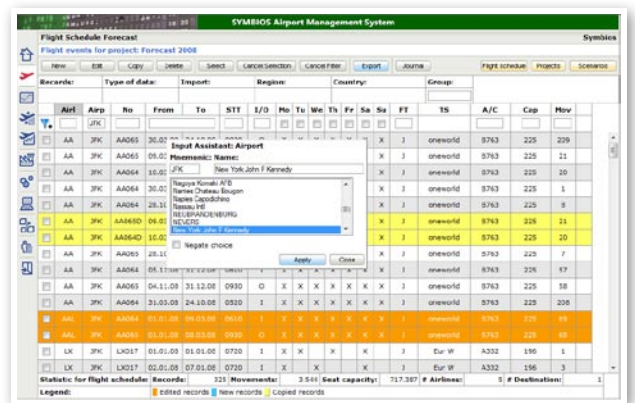 SYMBIOS Airport Management System
Flight Schedule Forecast Symbios
Flight events for project: Forecast 2008
New Edit Copy Delete Select Cancel Selection Cancel Filter Export Journal Flight schedule Projects Scenarios
Records: Type of data: Import: Region: Country: Group:
Airl Airp No From To STT I/O Mo Tu We Th Fr Sa Su FT TS A/C Cap Mov
JFK
AA JFK AA065 X J oneworld B763 225 229
Input Assistant: Airport
Mnemonic: Name:
JFK New York John F Kennedy
AA JFK AA065 X J oneworld B763 225 21
AA JFK AA064 X J oneworld B763 225 20
Nagoya Komaki AFB
Nantes Chateau Bougon
Naples Capodichino
Nassau Intl
NEUBRANDENBURG
NEVERS
New York John F Kennedy
AA JFK AA064 X J oneworld B763 225 1
AA JFK AA064 X J oneworld B763 225
AA JFK AA065D X J oneworld B763 225 21
AA JFK AA064D X J oneworld B763 225 20
Negate choice
AA JFK AA065 X J oneworld B763 225 7
Apply Close
AA JFK AA064 X J oneworld B763 225 57
AA JFK AA065 04.11.08 31.12.08 0930 O X X X X X X X J oneworld B763 225 58
AA JFK AA064 31.03.08 24.10.08 0520 I X X X X X X X J oneworld B763 225 208
AAL JFK AA064 01.01.08 I X X X X X X X J oneworld B763 225
AAL JFK AA065 01.01.08 O X X X X X X X J oneworld B763 225
LX JFK LX017 01.01.08 01.01.08 0720 I X X X X J Eur W A332 196 1
LX JFK LX017 02.01.08 07.01.08 0720 I X X X J Eur W A332 196 3
Statistic for flight schedule: Records: 325 Movements: 3.544 Seat capacity: 717.387 # Airlines: 5 # Destination: 1
Legend: Edited records New records Copied records